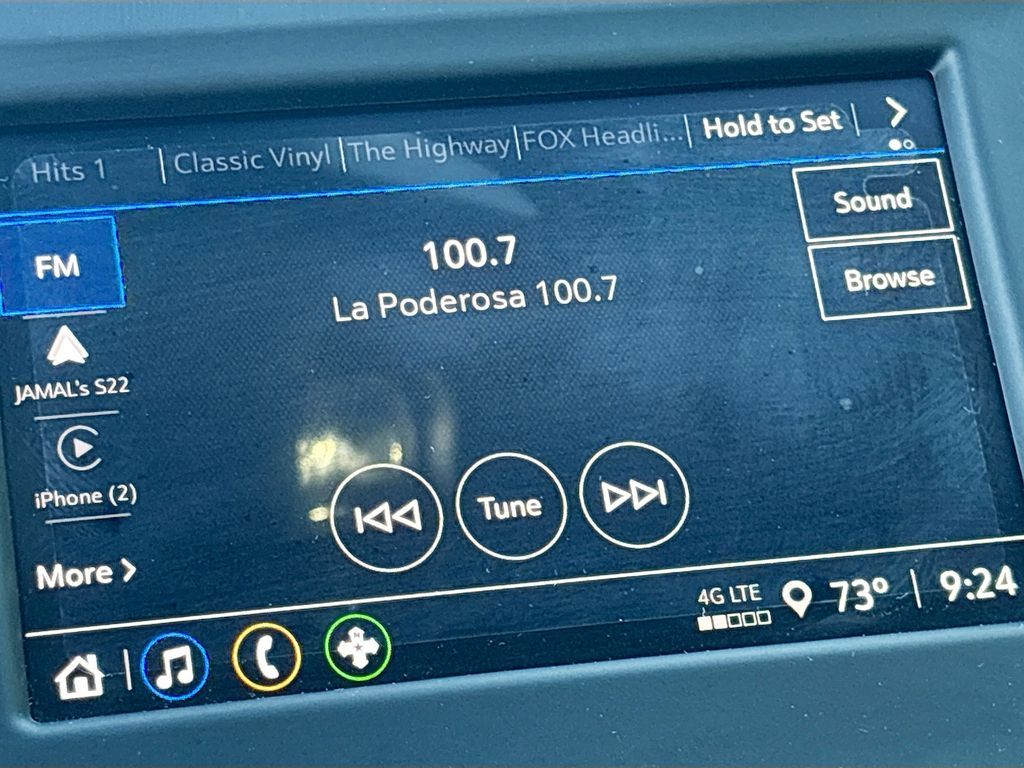 Hits 1 | Classic Vinyl | The Highway | FOX Headli... | Hold to Set |
FM
100.7
La Poderosa 100.7
Sound
Browse
JAMAL's S22
iPhone (2)
Tune
More
4G LTE
73° | 9:24